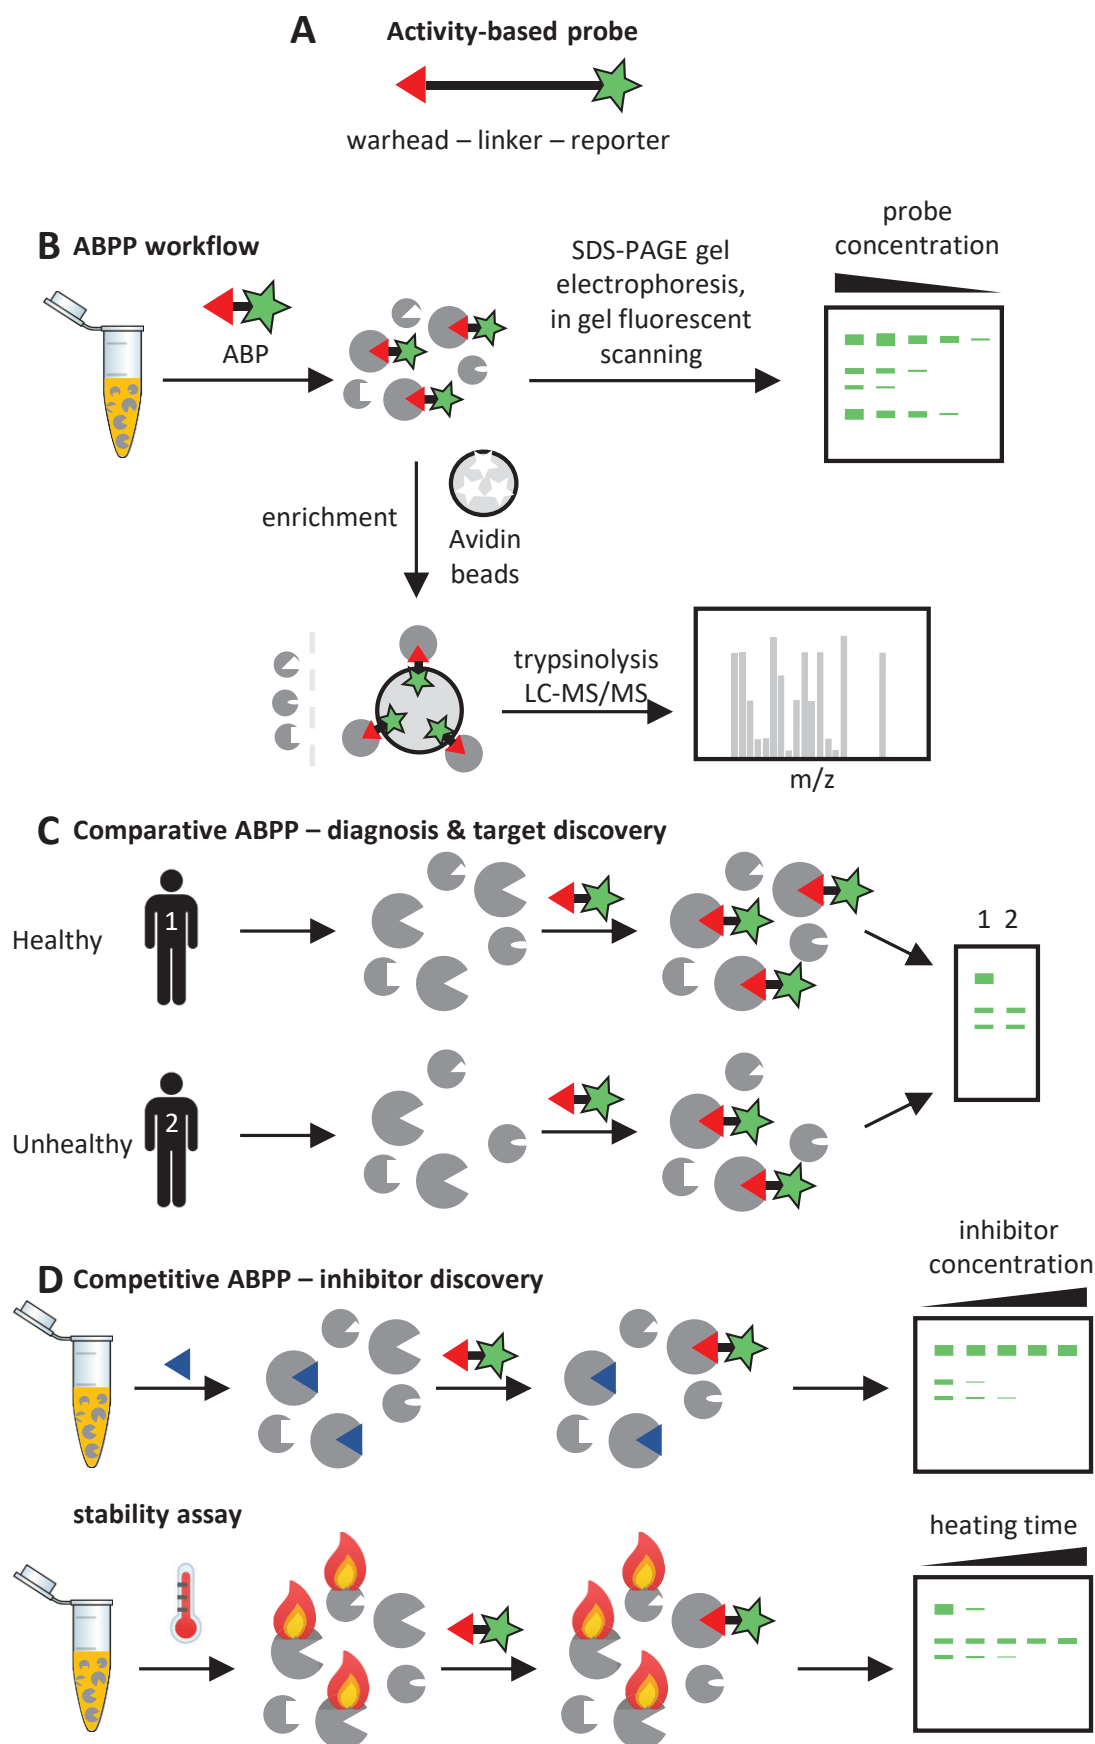 A Activity-based probe
warhead – linker – reporter
B ABPP workflow
ABP
SDS-PAGE gel
electrophoresis,
in gel fluorescent
scanning
probe
concentration
enrichment
Avidin
beads
trypsinolysis
LC-MS/MS
m/z
C Comparative ABPP – diagnosis & target discovery
Healthy
1
1 2
Unhealthy
2
D Competitive ABPP – inhibitor discovery
inhibitor
concentration
stability assay
heating time